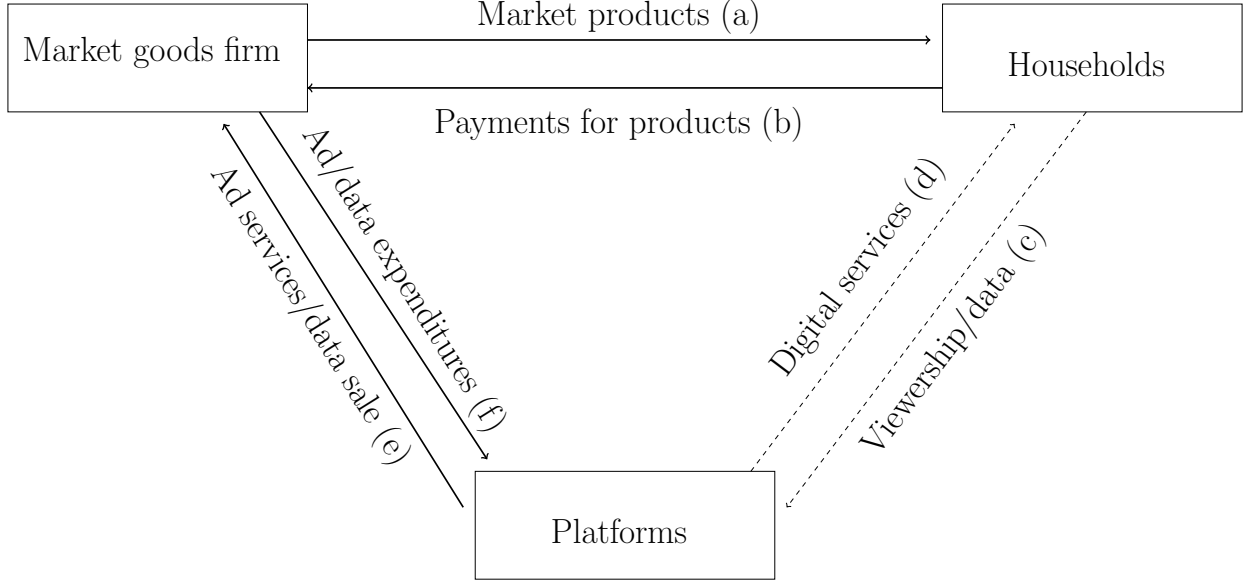 Market products (a)
Market goods firm
Households
Payments for products (b)
Ad/data expenditures (f)
Ad services/data sale (e)
Digital services (d)
Viewership/data (c)
Platforms